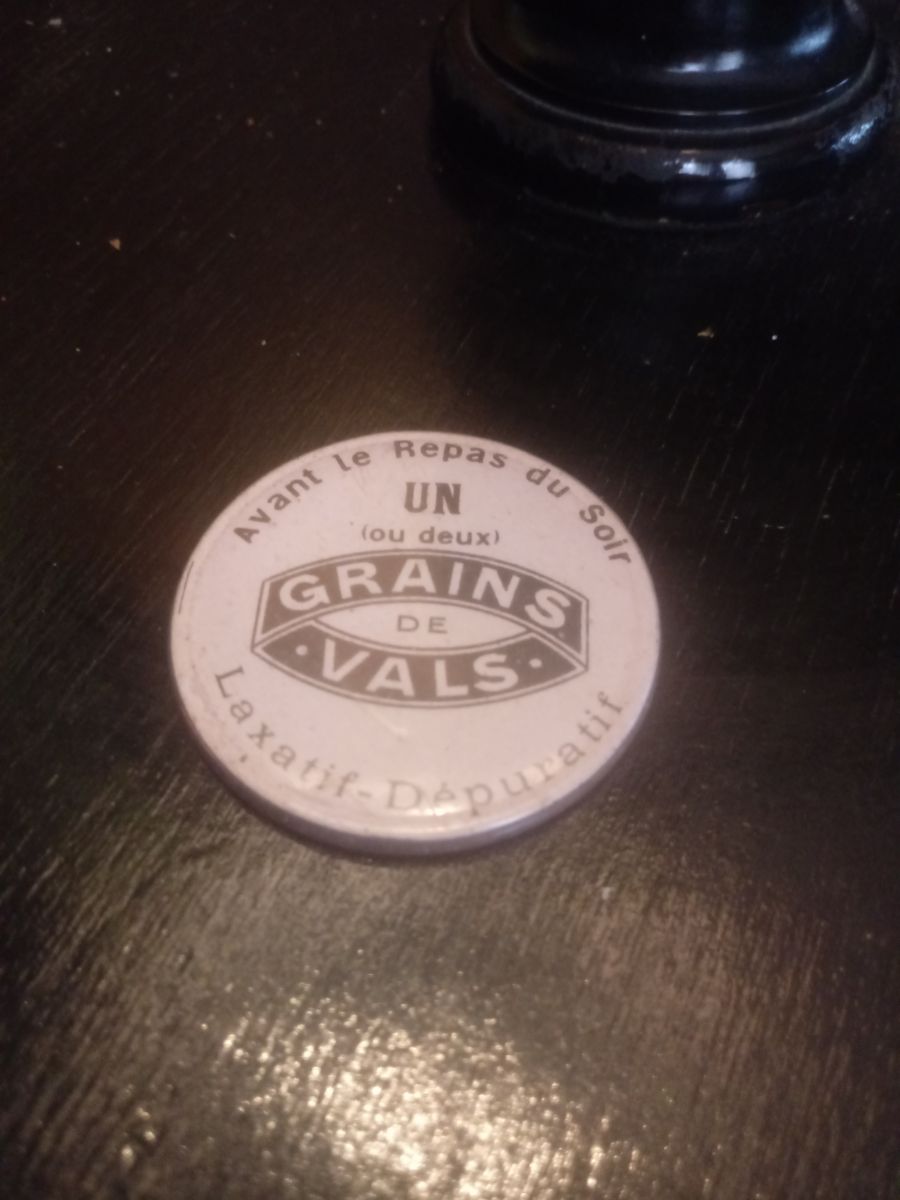 Avant le Repas du Soir
UN
(ou deux)
GRAINS
DE
·VALS·
Laxatif-Dépuratif